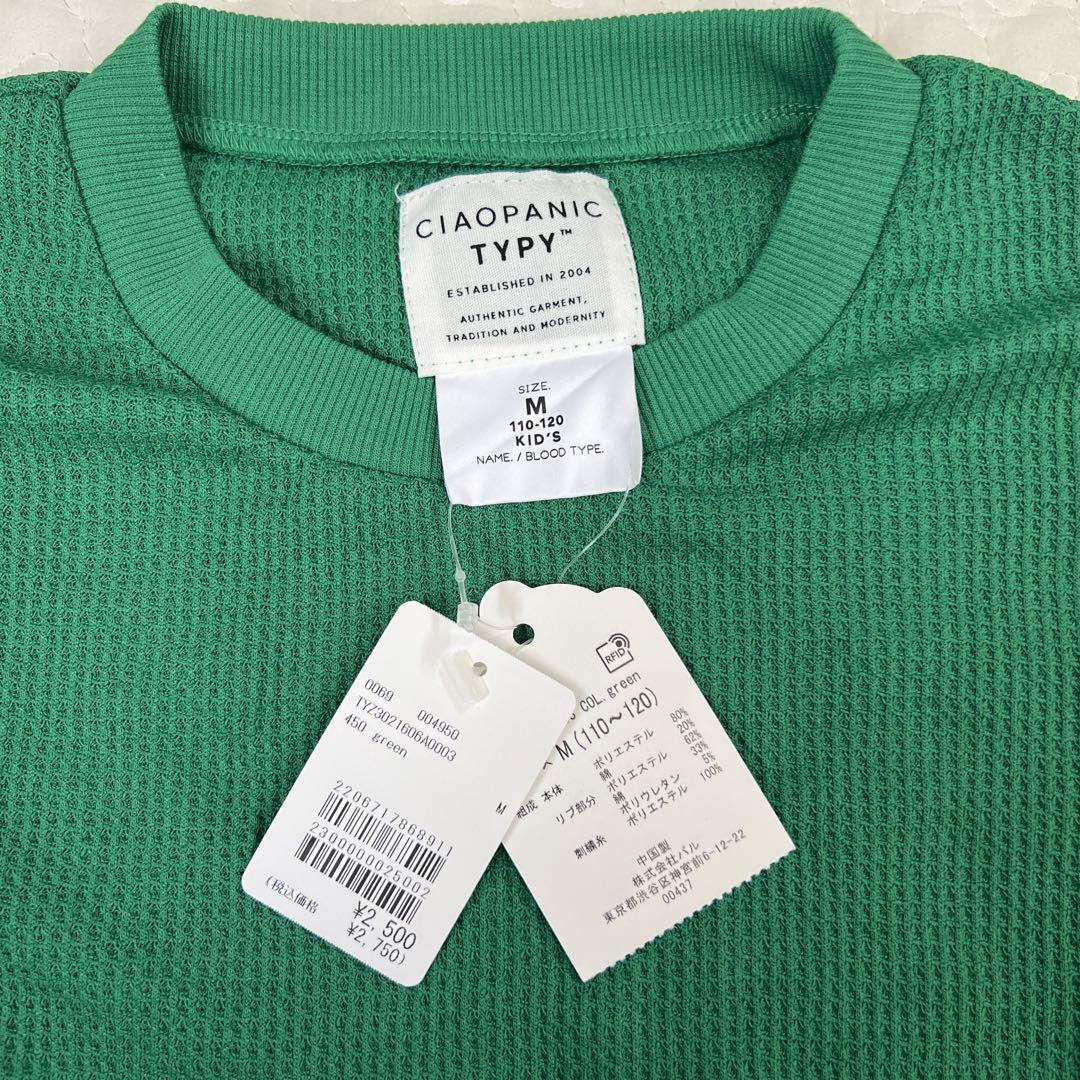 CIAOPANIC
TYPY™
ESTABLISHED IN 2004
AUTHENTIC GARMENT,
TRADITION AND MODERNITY
SIZE.
M
110-120
KID'S
NAME. / BLOOD TYPE.
0069 004950
TYZ3021606A0003
450 green
M
2206717868911
2300000025002
¥2,500
(税込価格 ¥2,750)
RFID
COL. green
M(110~120)
組成 本体 ポリエステル 80%
綿 20%
リブ部分 ポリエステル 62%
綿 33%
ポリウレタン 5%
刺繍糸 ポリエステル 100%
中国製
株式会社パル
東京都渋谷区神宮前6-12-22
00437